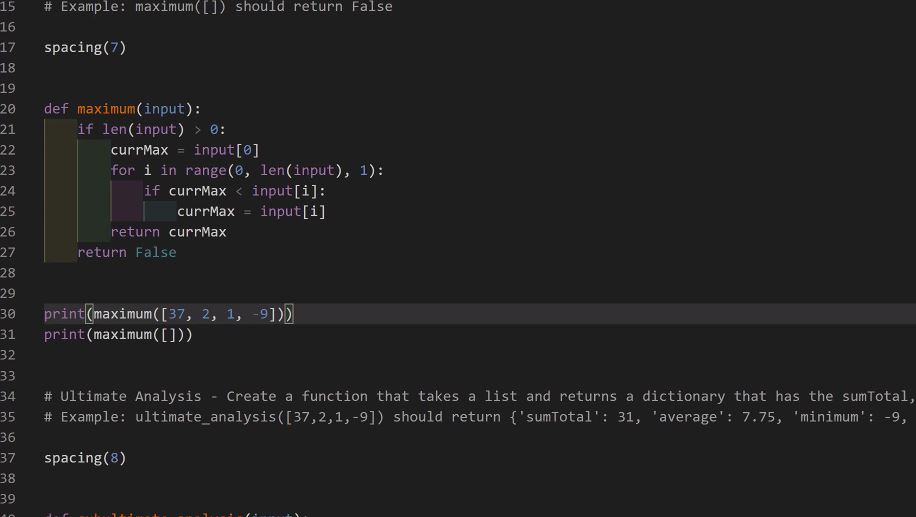 15 # Example: maximum([]) should return False
16
17 spacing(7)
18
19
20 def maximum(input):
21     if len(input) > 0:
22         currMax = input[0]
23         for i in range(0, len(input), 1):
24             if currMax < input[i]:
25                 currMax = input[i]
26         return currMax
27     return False
28
29
30 print(maximum([37, 2, 1, -9]))
31 print(maximum([]))
32
33
34 # Ultimate Analysis - Create a function that takes a list and returns a dictionary that has the sumTotal,
35 # Example: ultimate_analysis([37,2,1,-9]) should return {'sumTotal': 31, 'average': 7.75, 'minimum': -9,
36
37 spacing(8)
38
39